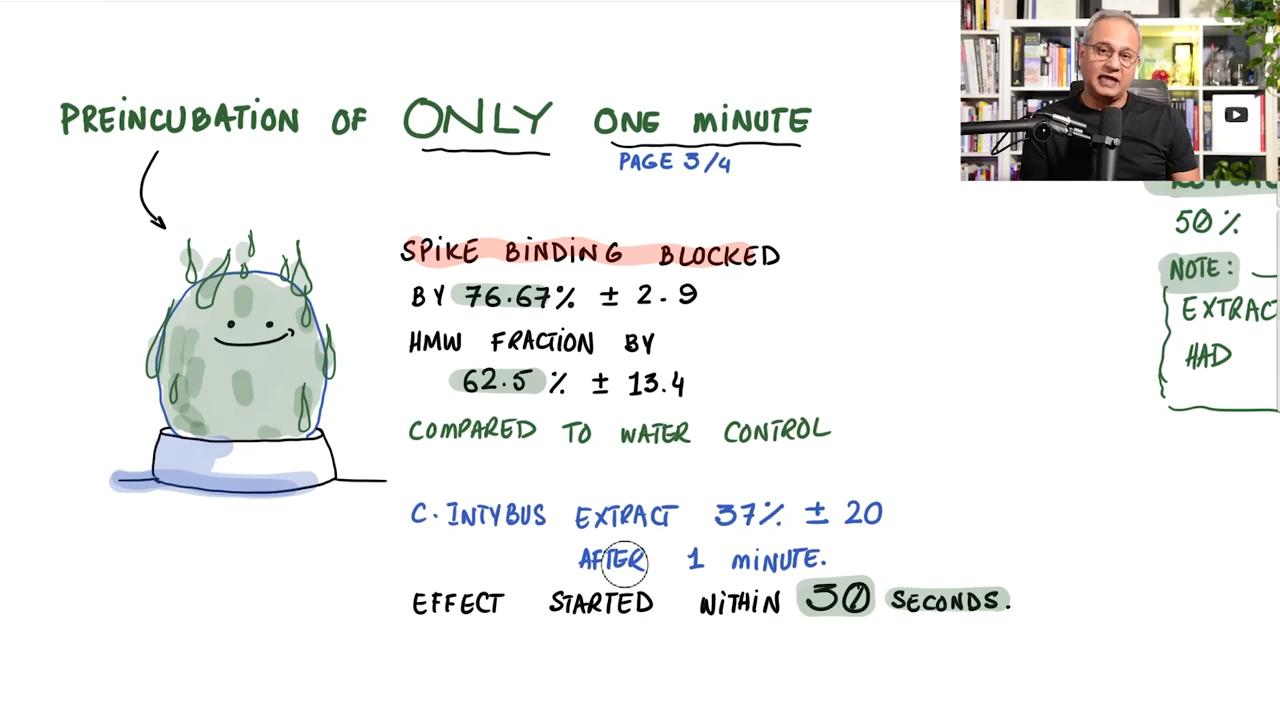 PREINCUBATION OF ONLY ONE MINUTE
PAGE 3/4
SPIKE BINDING BLOCKED
BY 76.67% ± 2.9
HMW FRACTION BY
62.5% ± 13.4
COMPARED TO WATER CONTROL
C. INTYBUS EXTRACT 37% ± 20
AFTER 1 MINUTE.
EFFECT STARTED WITHIN 30 SECONDS.
50%
NOTE:
EXTRAC
HAD